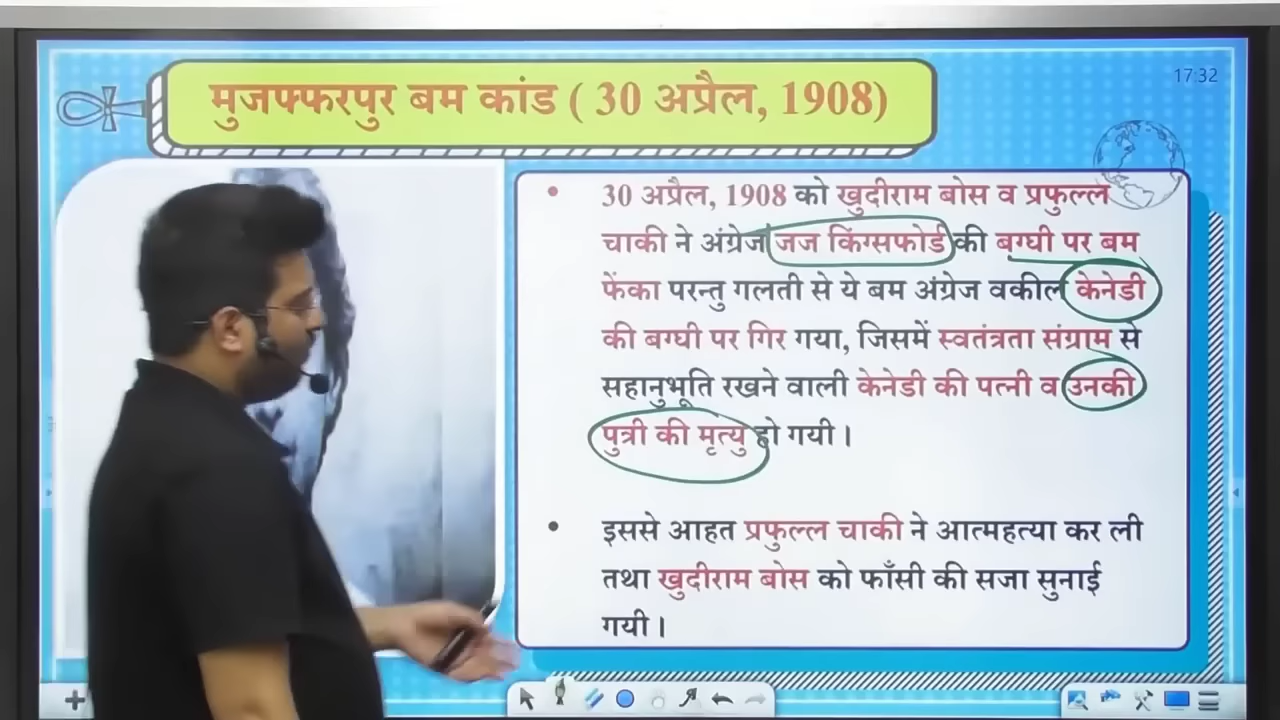 मुजफ्फरपुर बम कांड ( 30 अप्रैल, 1908)
17:32
• 30 अप्रैल, 1908 को खुदीराम बोस व प्रफुल्ल
चाकी ने अंग्रेज जज किंग्सफोर्ड की बग्घी पर बम
फेंका परन्तु गलती से ये बम अंग्रेज वकील केनेडी
की बग्घी पर गिर गया, जिसमें स्वतंत्रता संग्राम से
सहानुभूति रखने वाली केनेडी की पत्नी व उनकी
पुत्री की मृत्यु हो गयी।
• इससे आहत प्रफुल्ल चाकी ने आत्महत्या कर ली
तथा खुदीराम बोस को फाँसी की सजा सुनाई
गयी।